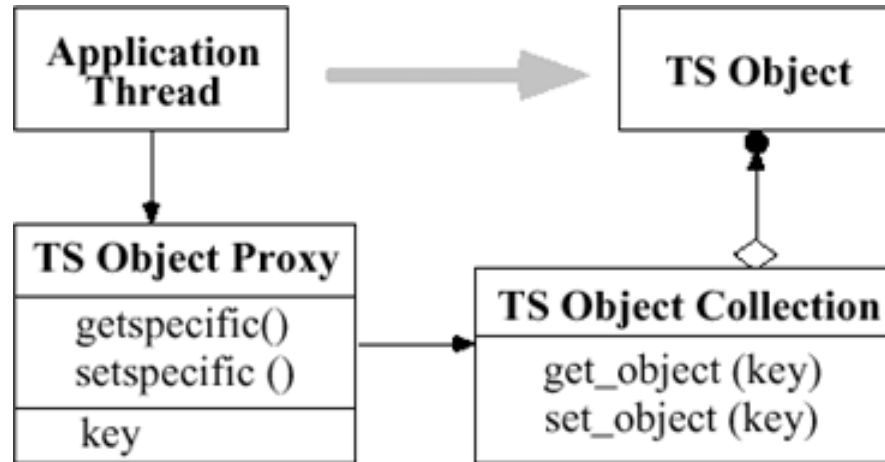 Application
Thread
TS Object
TS Object Proxy
getspecific()
setspecific ()
key
TS Object Collection
get_object (key)
set_object (key)